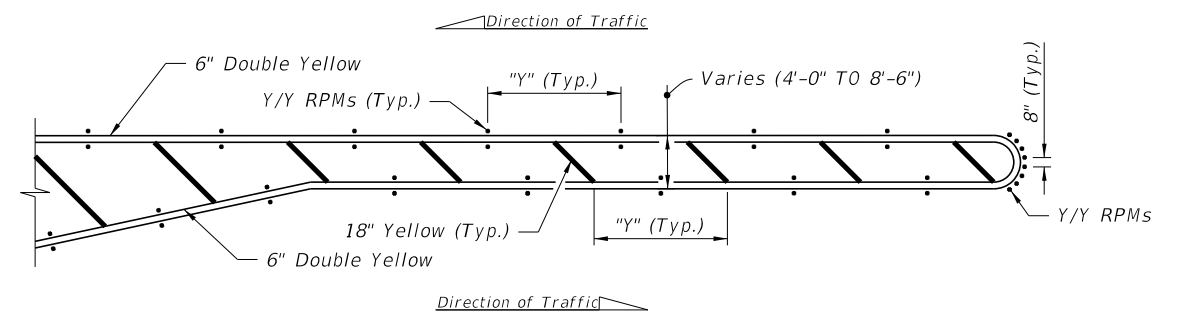 Direction of Traffic
6" Double Yellow
"Y" (Typ.)
Varies (4'-0" TO 8'-6")
Y/Y RPMs (Typ.)
8" (Typ.)
18" Yellow (Typ.)
"Y" (Typ.)
Y/Y RPMs
6" Double Yellow
Direction of Traffic